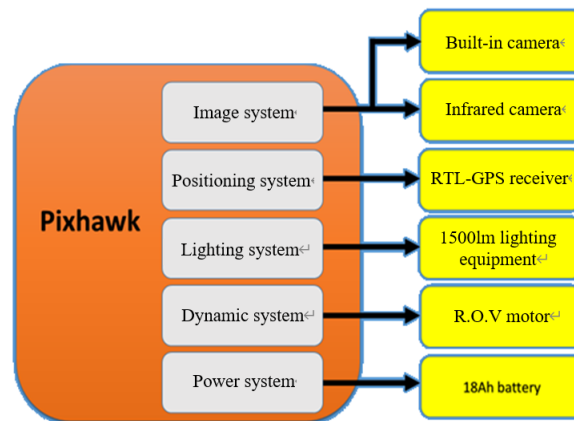 Built-in camera
Image system
Infrared camera
Positioning system
RTL-GPS receiver
Pixhawk
Lighting system
1500lm lighting
equipment
Dynamic system
R.O.V motor
Power system
18Ah battery